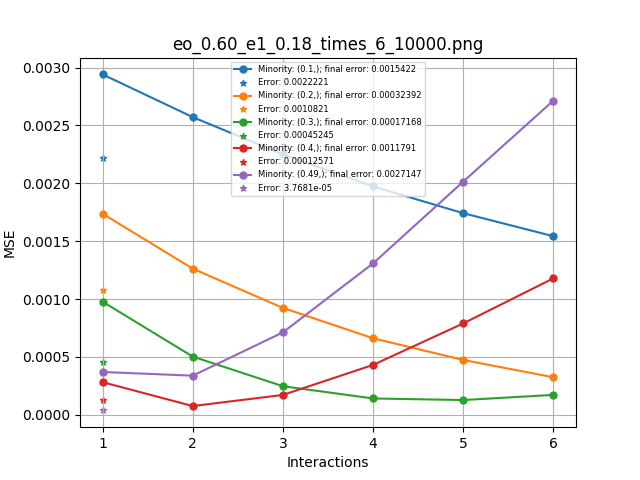 eo_0.60_e1_0.18_times_6_10000.png
0.0030
0.0025
0.0020
0.0015
0.0010
0.0005
0.0000
MSE
Minority: (0.1,); final error: 0.0015422
Error: 0.0022221
Minority: (0.2,); final error: 0.00032392
Error: 0.0010821
Minority: (0.3,); final error: 0.00017168
Error: 0.00045245
Minority: (0.4,); final error: 0.0011791
Error: 0.00012571
Minority: (0.49,); final error: 0.0027147
Error: 3.7681e-05
1 2 3 4 5 6
Interactions